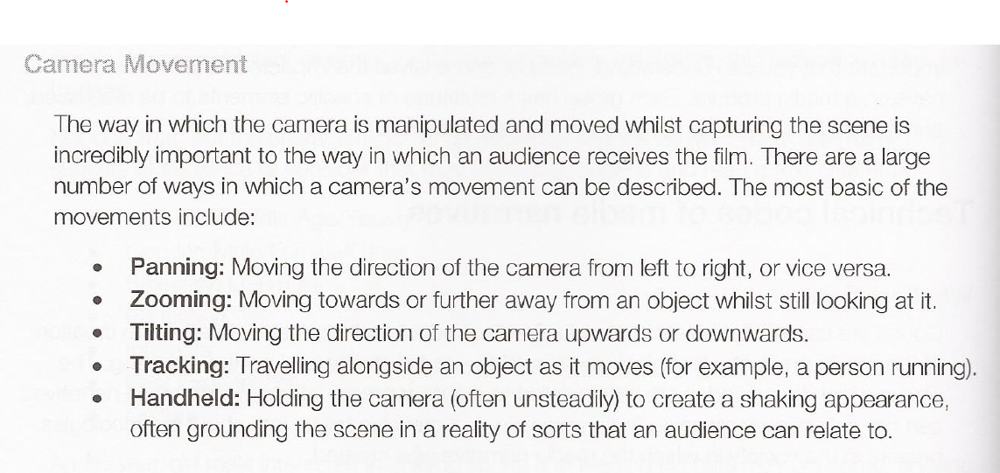 Camera Movement
The way in which the camera is manipulated and moved whilst capturing the scene is
incredibly important to the way in which an audience receives the film. There are a large
number of ways in which a camera's movement can be described. The most basic of the
movements include:
• Panning: Moving the direction of the camera from left to right, or vice versa.
• Zooming: Moving towards or further away from an object whilst still looking at it.
• Tilting: Moving the direction of the camera upwards or downwards.
• Tracking: Travelling alongside an object as it moves (for example, a person running).
• Handheld: Holding the camera (often unsteadily) to create a shaking appearance,
often grounding the scene in a reality of sorts that an audience can relate to.